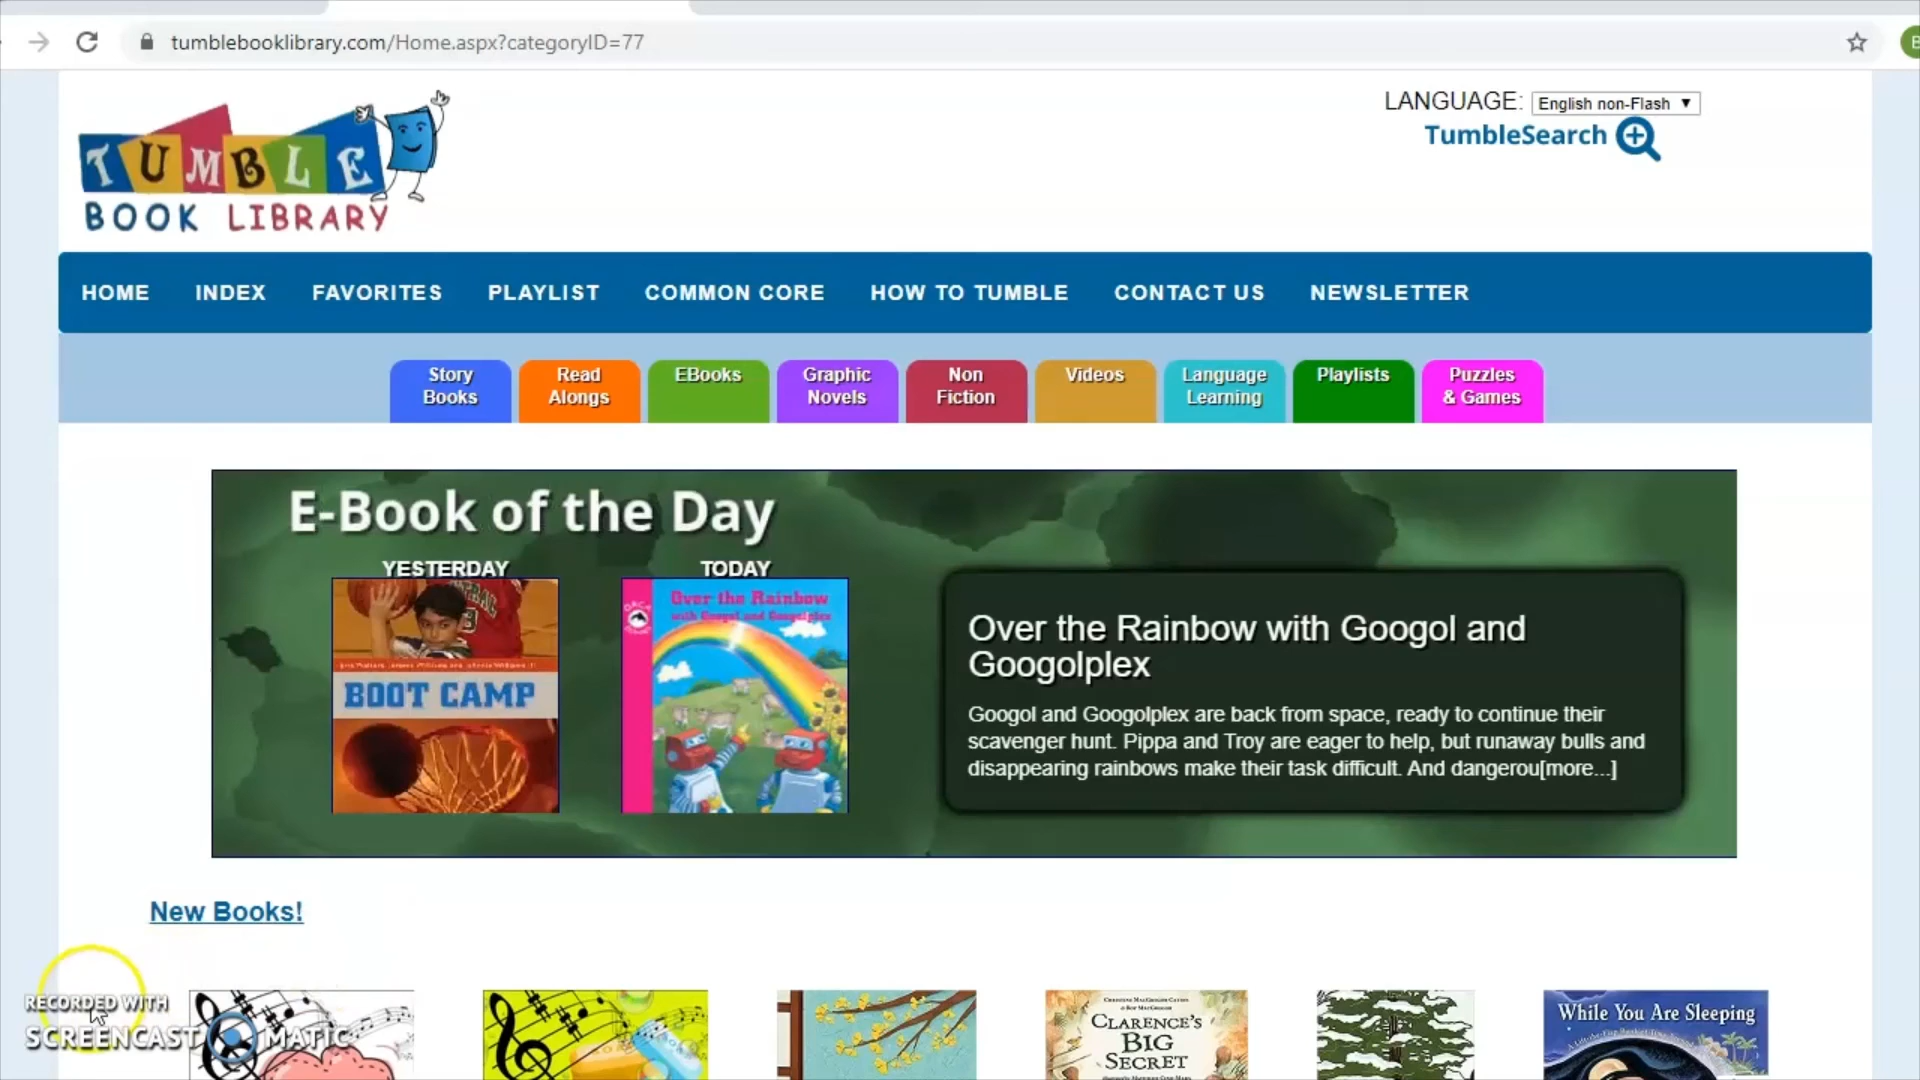 tumblebooklibrary.com/Home.aspx?categoryID=77
B
TUMBLE
BOOK LIBRARY
LANGUAGE: English non-Flash
TumbleSearch
HOME INDEX FAVORITES PLAYLIST COMMON CORE HOW TO TUMBLE CONTACT US NEWSLETTER
Story Books
Read Alongs
EBooks
Graphic Novels
Non Fiction
Videos
Language Learning
Playlists
Puzzles & Games
E-Book of the Day
YESTERDAY
BOOT CAMP
TODAY
Over the Rainbow
with Googol and Googolplex
Over the Rainbow with Googol and
Googolplex
Googol and Googolplex are back from space, ready to continue their
scavenger hunt. Pippa and Troy are eager to help, but runaway bulls and
disappearing rainbows make their task difficult. And dangerou[more...]
New Books!
CLARENCE'S
BIG
SECRET
While You Are Sleeping
RECORDED WITH
SCREENCAST MATIC